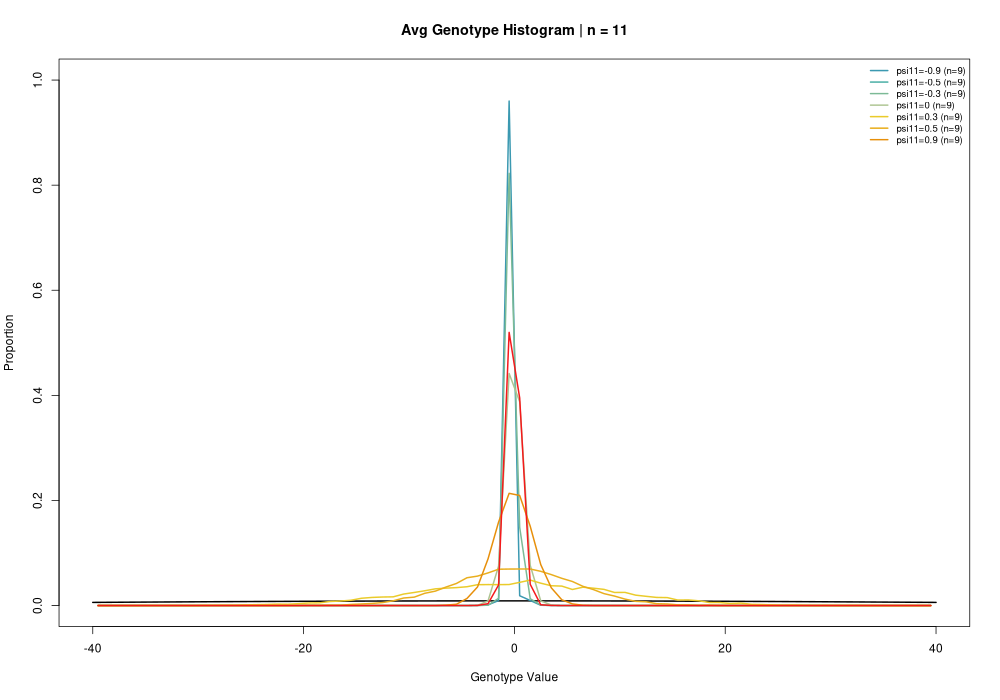 Avg Genotype Histogram | n = 11
psi11=-0.9 (n=9)
psi11=-0.5 (n=9)
psi11=-0.3 (n=9)
psi11=0 (n=9)
psi11=0.3 (n=9)
psi11=0.5 (n=9)
psi11=0.9 (n=9)
Proportion
1.0
0.8
0.6
0.4
0.2
0.0
-40
-20
0
20
40
Genotype Value